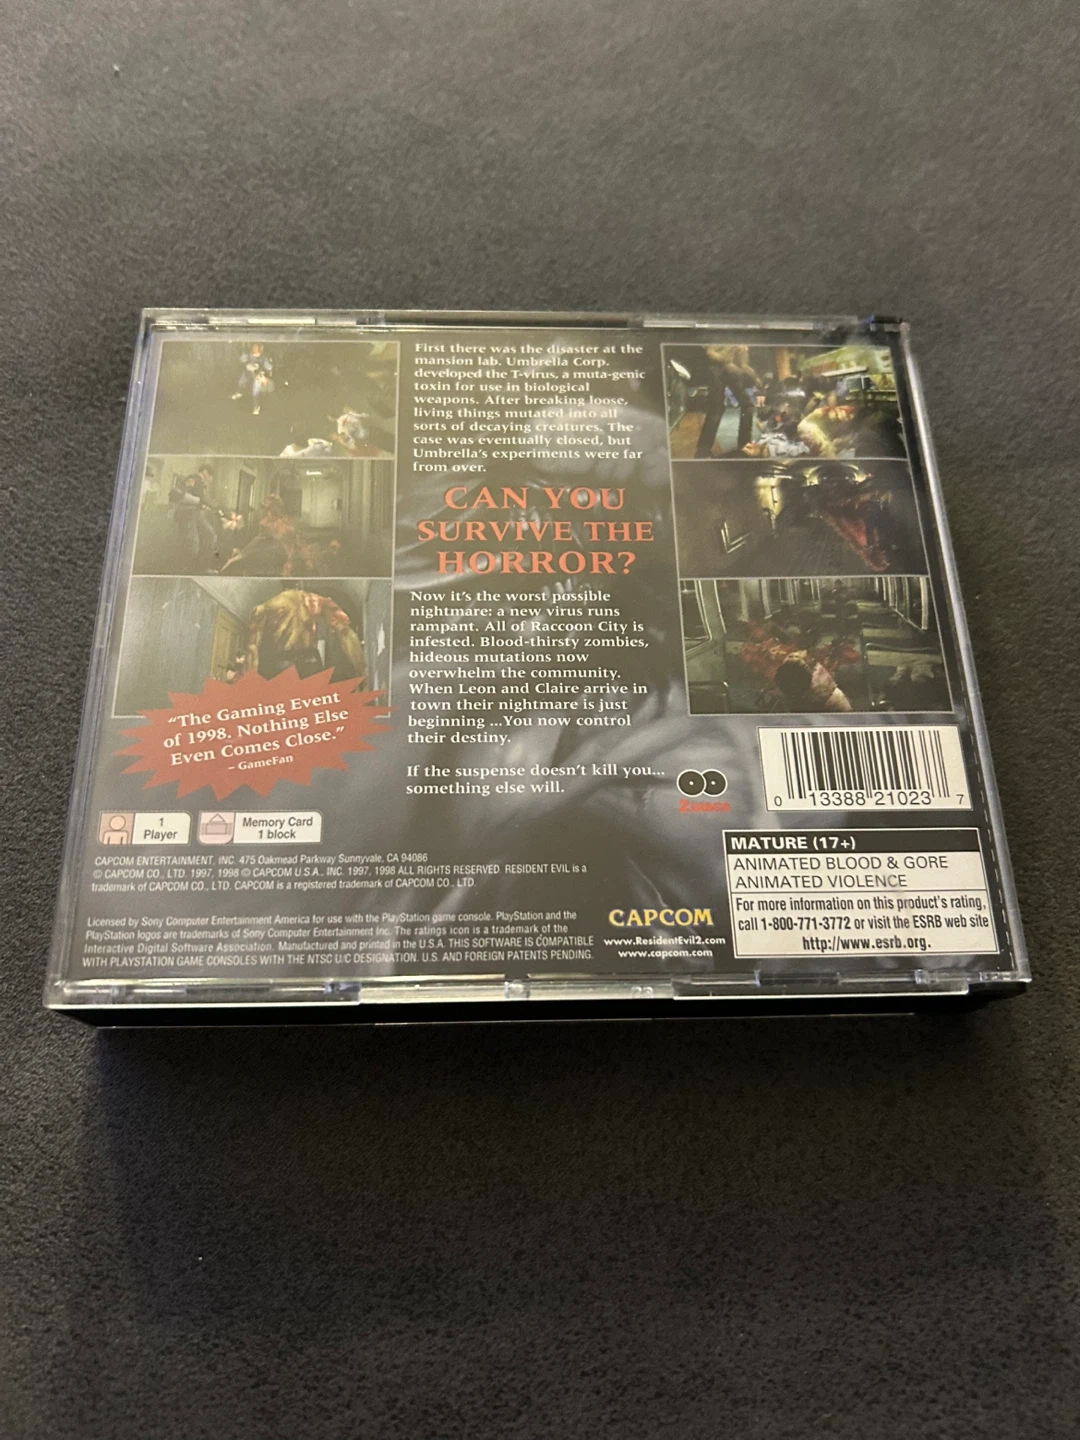 First there was the disaster at the
mansion lab. Umbrella Corp.
developed the T-virus, a muta-genic
toxin for use in biological
weapons. After breaking loose,
living things mutated into all
sorts of decaying creatures. The
case was eventually closed, but
Umbrella's experiments were far
from over.
CAN YOU
SURVIVE THE
HORROR?
Now it's the worst possible
nightmare: a new virus runs
rampant. All of Raccoon City is
infested. Blood-thirsty zombies,
hideous mutations now
overwhelm the community.
When Leon and Claire arrive in
town their nightmare is just
beginning ...You now control
their destiny.
If the suspense doesn't kill you...
something else will.
"The Gaming Event
of 1998. Nothing Else
Even Comes Close."
- GameFan
1
Player
Memory Card
1 block
CAPCOM ENTERTAINMENT, INC. 475 Oakmead Parkway Sunnyvale, CA 94086
© CAPCOM CO., LTD. 1997, 1998 © CAPCOM U.S.A., INC. 1997, 1998 ALL RIGHTS RESERVED. RESIDENT EVIL is a
trademark of CAPCOM CO., LTD. CAPCOM is a registered trademark of CAPCOM CO., LTD.
Licensed by Sony Computer Entertainment America for use with the PlayStation game console. PlayStation and the
PlayStation logos are trademarks of Sony Computer Entertainment Inc. The ratings icon is a trademark of the
Interactive Digital Software Association. Manufactured and printed in the U.S.A. THIS SOFTWARE IS COMPATIBLE
WITH PLAYSTATION GAME CONSOLES WITH THE NTSC U/C DESIGNATION. U.S. AND FOREIGN PATENTS PENDING.
CAPCOM
www.ResidentEvil2.com
www.capcom.com
0 13388 21023 7
MATURE (17+)
ANIMATED BLOOD & GORE
ANIMATED VIOLENCE
For more information on this product's rating,
call 1-800-771-3772 or visit the ESRB web site
http://www.esrb.org.